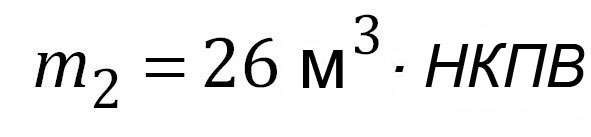 m₂ = 26 м³ · НКПВ